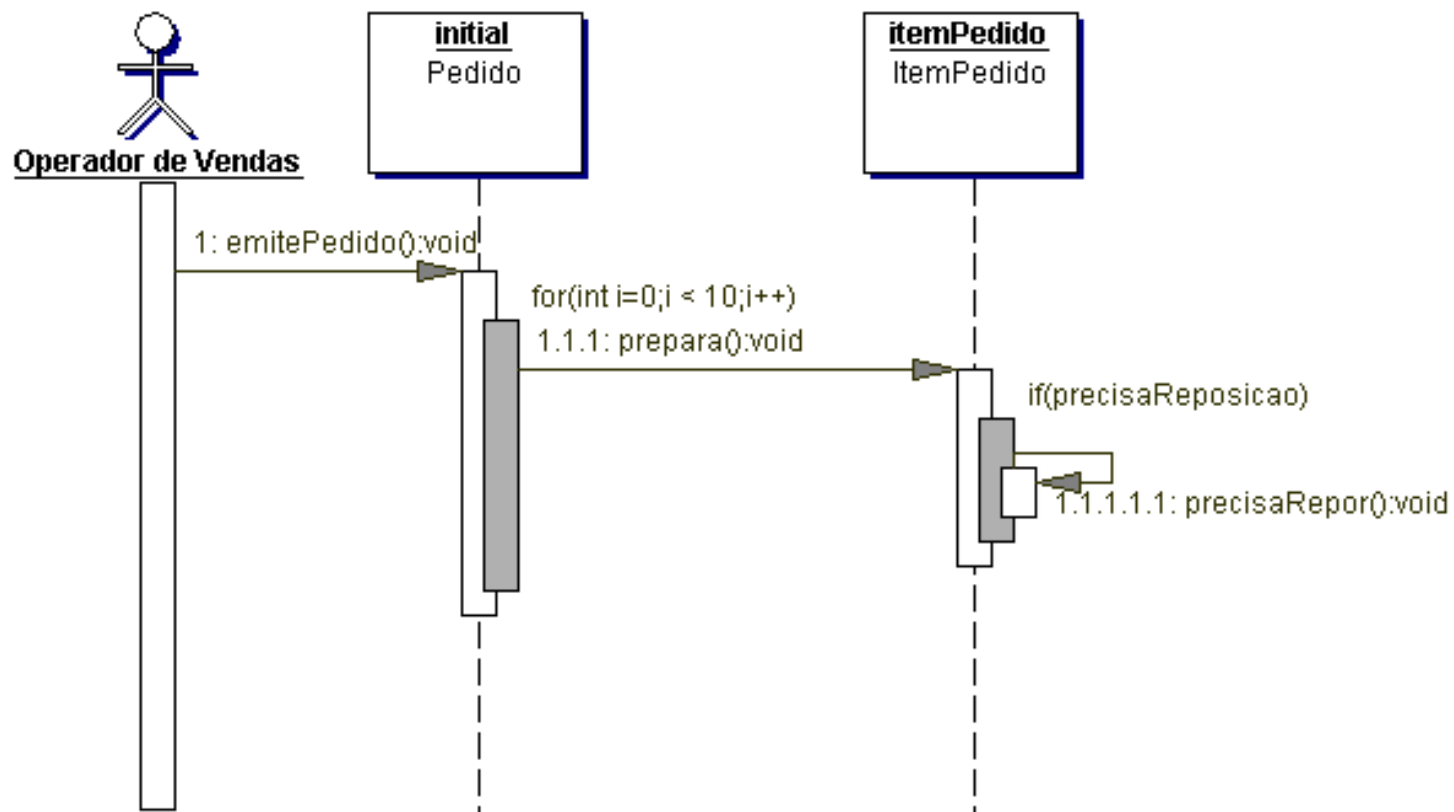 initial
Pedido
itemPedido
ItemPedido
Operador de Vendas
1: emitePedido():void
for(int i=0;i < 10;i++)
1.1.1: prepara():void
if(precisaReposicao)
1.1.1.1.1: precisaRepor():void